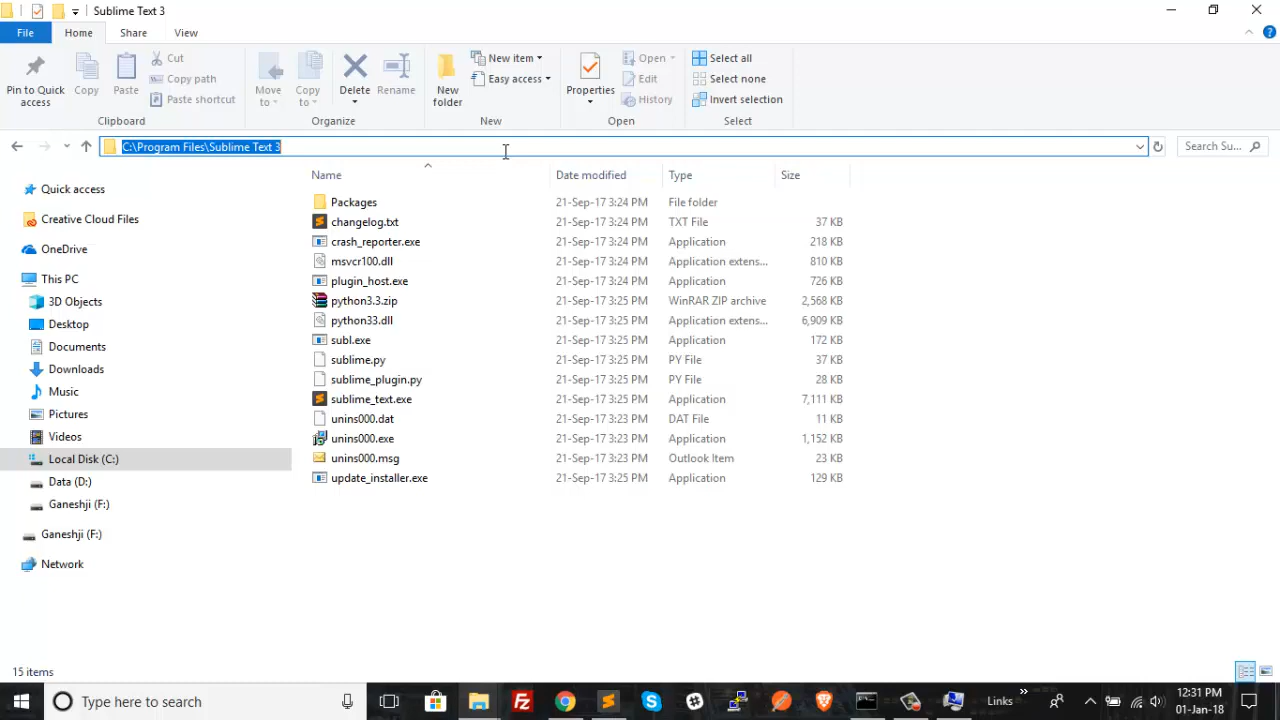 Sublime Text 3
File Home Share View
Pin to Quick access
Copy
Paste
Cut
Copy path
Paste shortcut
Clipboard
Move to
Copy to
Delete
Rename
Organize
New folder
New item
Easy access
New
Properties
Open
Edit
History
Open
Select all
Select none
Invert selection
Select
C:\Program Files\Sublime Text 3
Search Su...
Name Date modified Type Size
Packages 21-Sep-17 3:24 PM File folder
changelog.txt 21-Sep-17 3:24 PM TXT File 37 KB
crash_reporter.exe 21-Sep-17 3:24 PM Application 218 KB
msvcr100.dll 21-Sep-17 3:24 PM Application extens... 810 KB
plugin_host.exe 21-Sep-17 3:24 PM Application 726 KB
python3.3.zip 21-Sep-17 3:25 PM WinRAR ZIP archive 2,568 KB
python33.dll 21-Sep-17 3:25 PM Application extens... 6,909 KB
subl.exe 21-Sep-17 3:25 PM Application 172 KB
sublime.py 21-Sep-17 3:25 PM PY File 37 KB
sublime_plugin.py 21-Sep-17 3:25 PM PY File 28 KB
sublime_text.exe 21-Sep-17 3:25 PM Application 7,111 KB
unins000.dat 21-Sep-17 3:23 PM DAT File 11 KB
unins000.exe 21-Sep-17 3:23 PM Application 1,152 KB
unins000.msg 21-Sep-17 3:23 PM Outlook Item 23 KB
update_installer.exe 21-Sep-17 3:25 PM Application 129 KB
Quick access
Creative Cloud Files
OneDrive
This PC
3D Objects
Desktop
Documents
Downloads
Music
Pictures
Videos
Local Disk (C:)
Data (D:)
Ganeshji (F:)
Ganeshji (F:)
Network
15 items
Type here to search
Links
12:31 PM
01-Jan-18